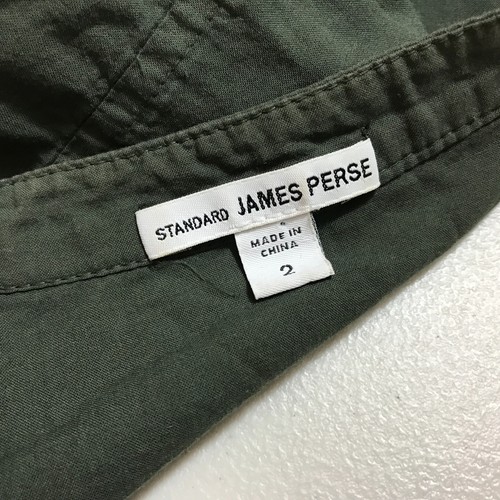 STANDARD JAMES PERSE
MADE IN
CHINA
2